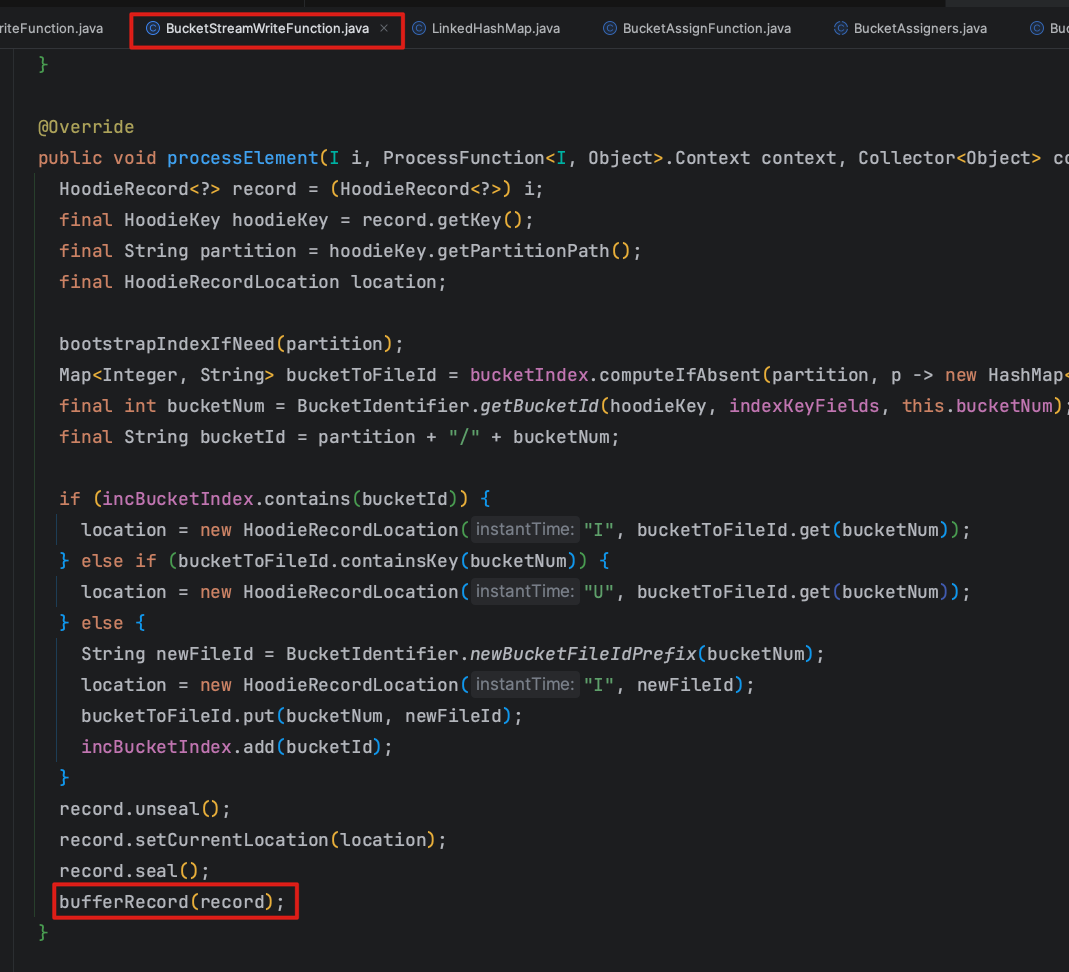 riteFunction.java BucketStreamWriteFunction.java × LinkedHashMap.java BucketAssignFunction.java BucketAssigners.java Buc
}
@Override
public void processElement(I i, ProcessFunction<I, Object>.Context context, Collector<Object> co
HoodieRecord<?> record = (HoodieRecord<?>) i;
final HoodieKey hoodieKey = record.getKey();
final String partition = hoodieKey.getPartitionPath();
final HoodieRecordLocation location;
bootstrapIndexIfNeed(partition);
Map<Integer, String> bucketToFileId = bucketIndex.computeIfAbsent(partition, p -> new HashMap<
final int bucketNum = BucketIdentifier.getBucketId(hoodieKey, indexKeyFields, this.bucketNum);
final String bucketId = partition + "/" + bucketNum;
if (incBucketIndex.contains(bucketId)) {
location = new HoodieRecordLocation( instantTime: "I", bucketToFileId.get(bucketNum));
} else if (bucketToFileId.containsKey(bucketNum)) {
location = new HoodieRecordLocation( instantTime: "U", bucketToFileId.get(bucketNum));
} else {
String newFileId = BucketIdentifier.newBucketFileIdPrefix(bucketNum);
location = new HoodieRecordLocation( instantTime: "I", newFileId);
bucketToFileId.put(bucketNum, newFileId);
incBucketIndex.add(bucketId);
}
record.unseal();
record.setCurrentLocation(location);
record.seal();
bufferRecord(record);
}